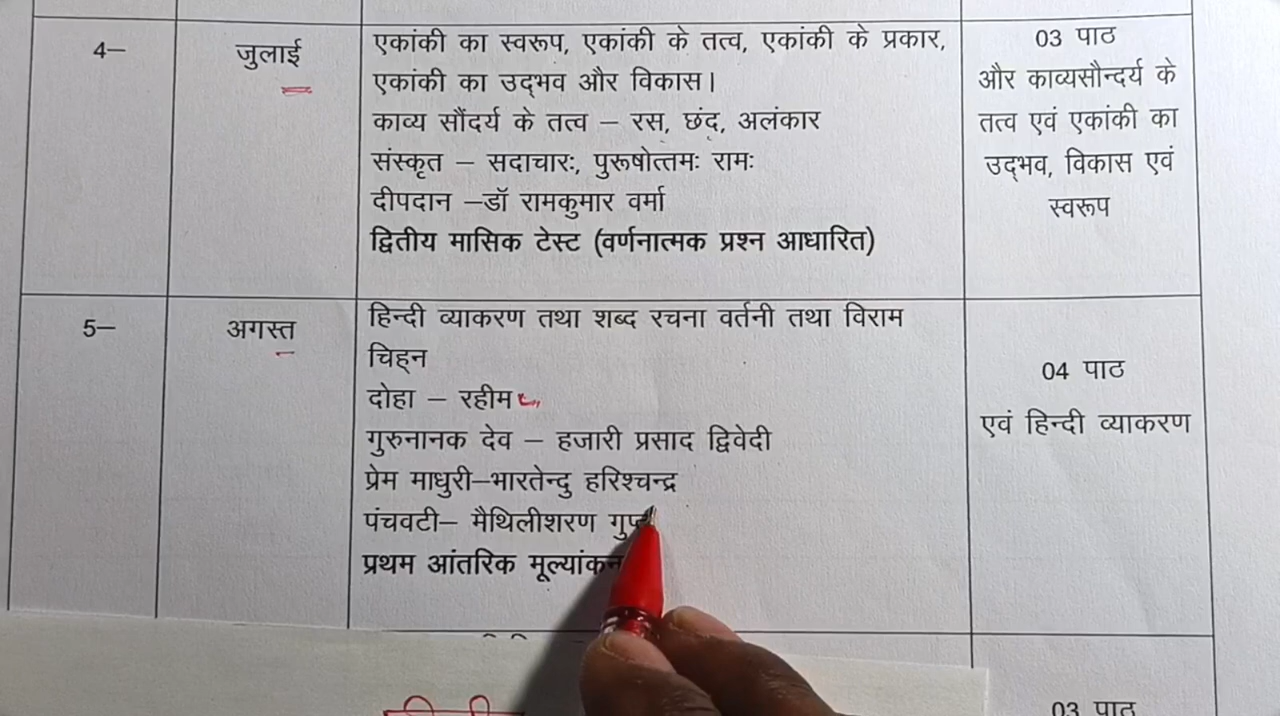 4–
जुलाई
एकांकी का स्वरूप, एकांकी के तत्व, एकांकी के प्रकार,
एकांकी का उद्‌भव और विकास।
काव्य सौंदर्य के तत्व – रस, छंद, अलंकार
संस्कृत – सदाचारः, पुरूषोत्तमः रामः
दीपदान –डॉ रामकुमार वर्मा
द्वितीय मासिक टेस्ट (वर्णनात्मक प्रश्न आधारित)
03 पाठ
और काव्यसौन्दर्य के
तत्व एवं एकांकी का
उद्‌भव, विकास एवं
स्वरूप
5–
अगस्त
हिन्दी व्याकरण तथा शब्द रचना वर्तनी तथा विराम
चिह्‌न
दोहा – रहीम
गुरुनानक देव – हजारी प्रसाद द्विवेदी
प्रेम माधुरी–भारतेन्दु हरिश्चन्द्र
पंचवटी– मैथिलीशरण गुप्त
प्रथम आंतरिक मूल्यांकन
04 पाठ
एवं हिन्दी व्याकरण
03 पाठ